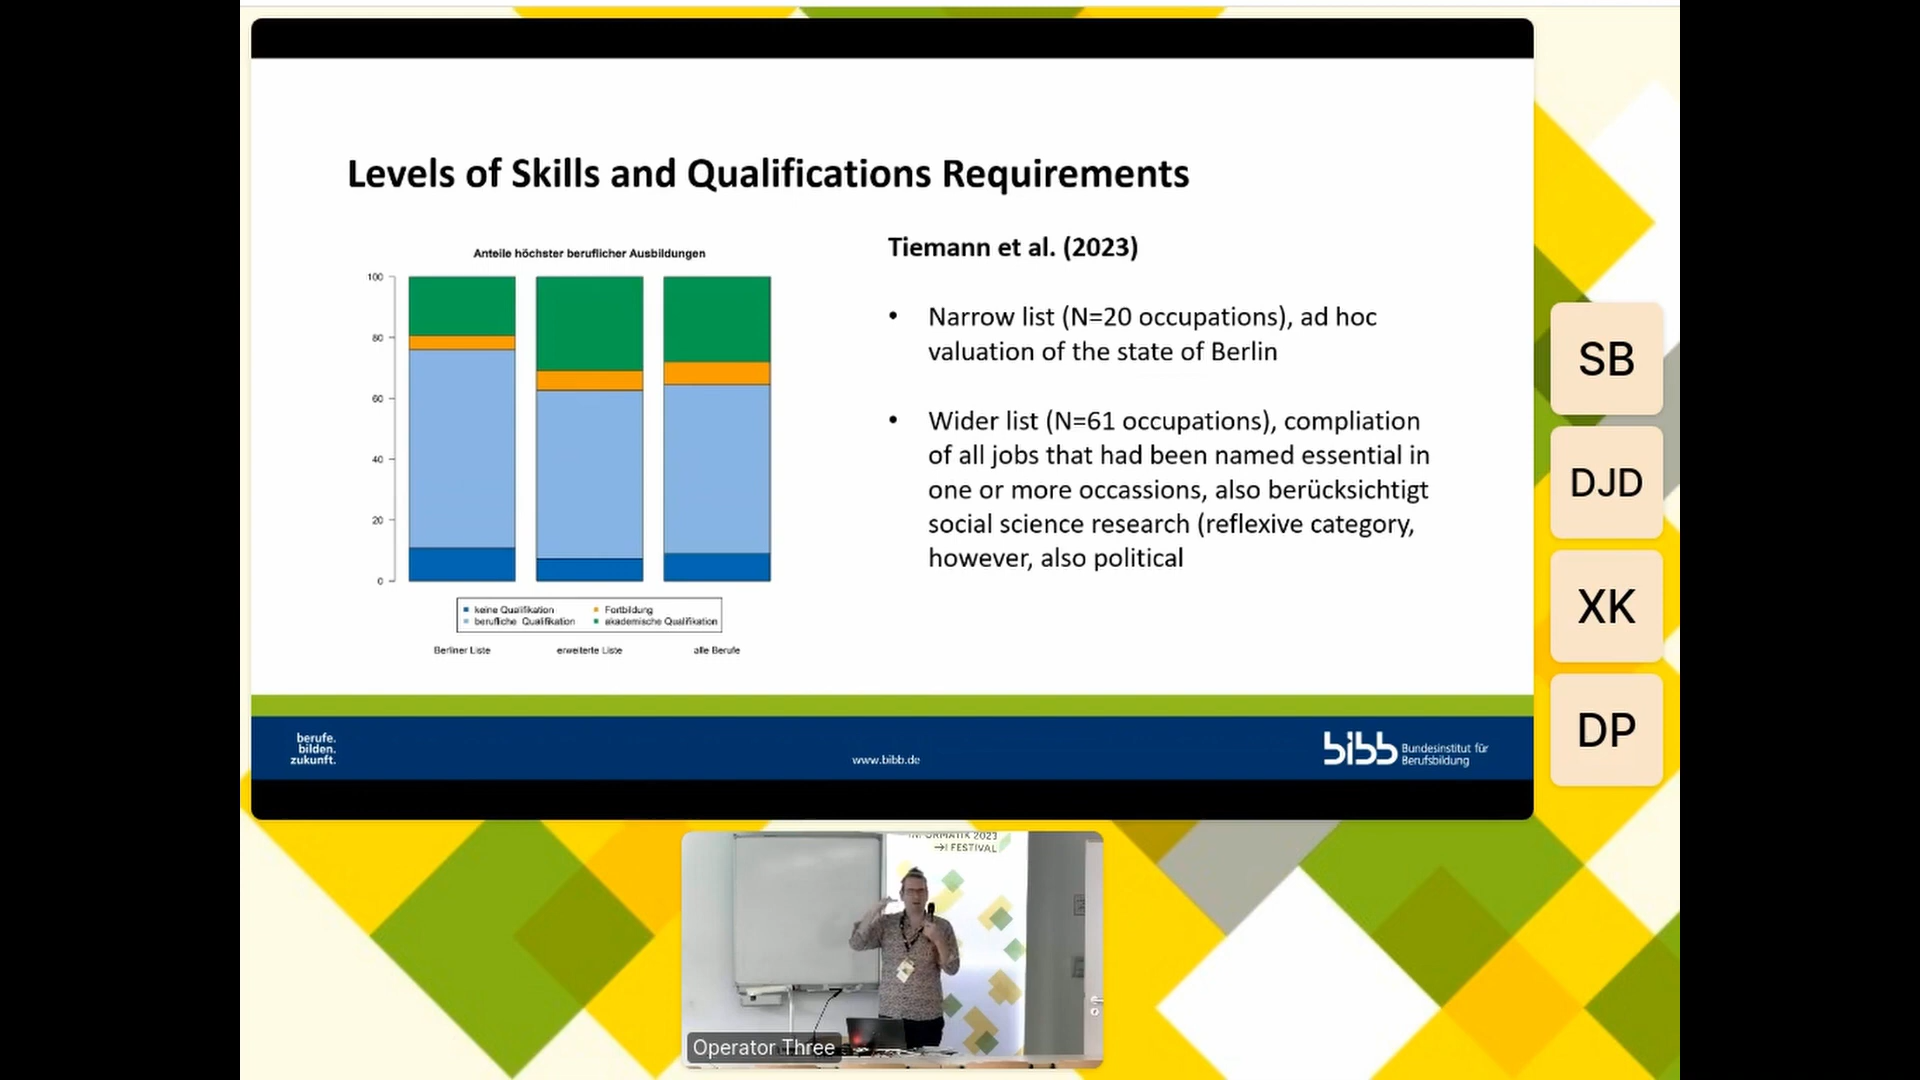 Levels of Skills and Qualifications Requirements
Anteile höchster beruflicher Ausbildungen
100
80
60
40
20
0
keine Qualifikation
Fortbildung
berufliche Qualifikation
akademische Qualifikation
Berliner Liste
erweiterte Liste
alle Berufe
Tiemann et al. (2023)
• Narrow list (N=20 occupations), ad hoc
valuation of the state of Berlin
• Wider list (N=61 occupations), compliation
of all jobs that had been named essential in
one or more occassions, also berücksichtigt
social science research (reflexive category,
however, also political
berufe.
bilden.
zukunft.
www.bibb.de
bibb
Bundesinstitut für
Berufsbildung
SB
DJD
XK
DP
INFORMATIK 2023
FESTIVAL
Operator Three